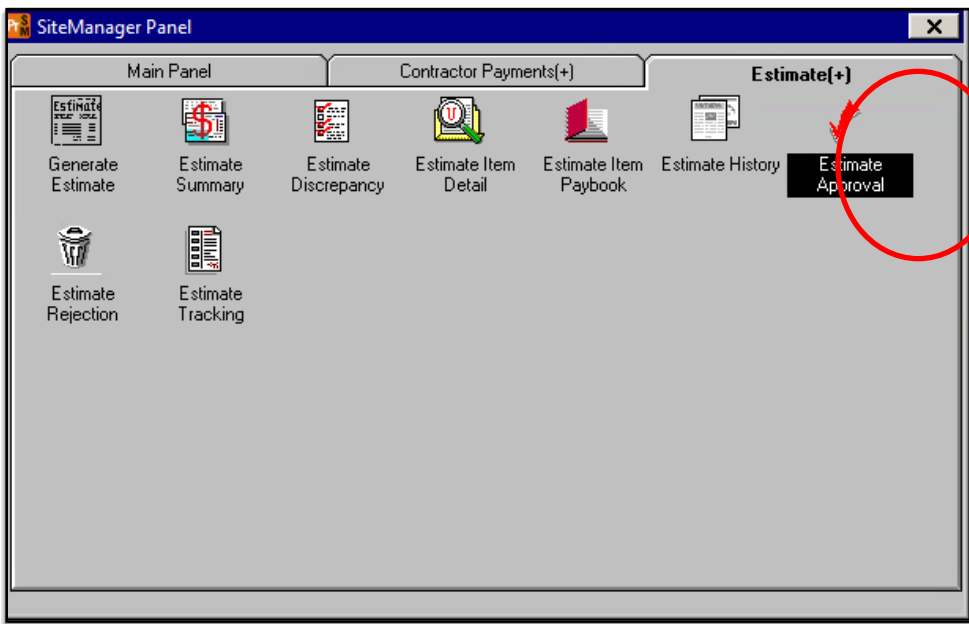 SiteManager Panel
Main Panel
Contractor Payments(+)
Estimate(+)
Estimate
Generate
Estimate
Estimate
Summary
Estimate
Discrepancy
U
Estimate Item
Detail
Estimate Item
Paybook
Estimate History
Estimate
Approval
Estimate
Rejection
Estimate
Tracking